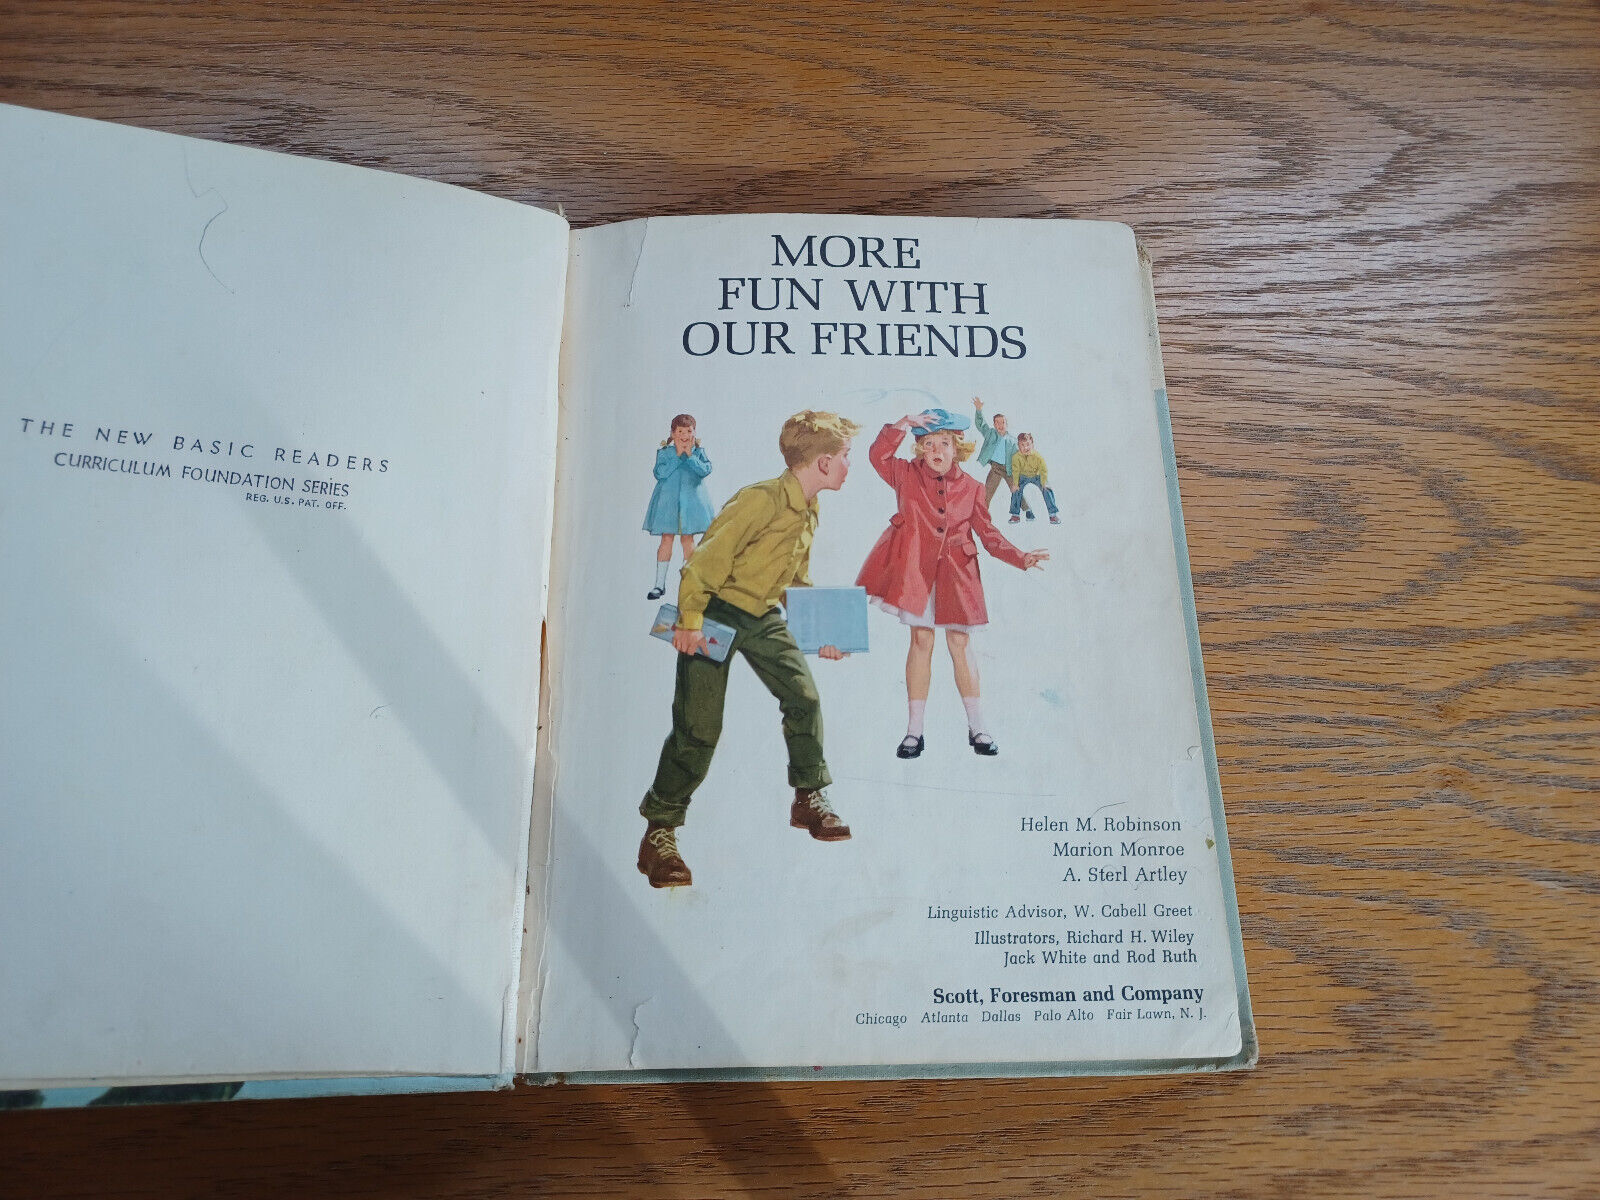 THE NEW BASIC READERS
CURRICULUM FOUNDATION SERIES
REG. U.S. PAT. OFF.
MORE
FUN WITH
OUR FRIENDS
Helen M. Robinson
Marion Monroe
A. Sterl Artley
Linguistic Advisor, W. Cabell Greet
Illustrators, Richard H. Wiley
Jack White and Rod Ruth
Scott, Foresman and Company
Chicago Atlanta Dallas Palo Alto Fair Lawn, N. J.